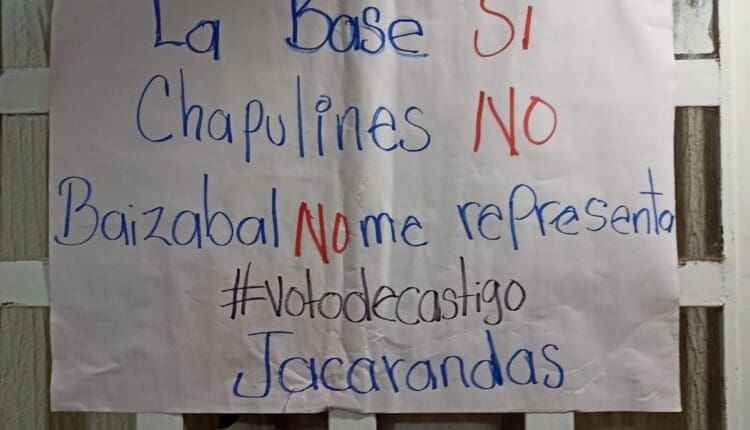 La Base SI
Chapulines NO
Baizabal NO me representa
#votodecastigo
Jacarandas